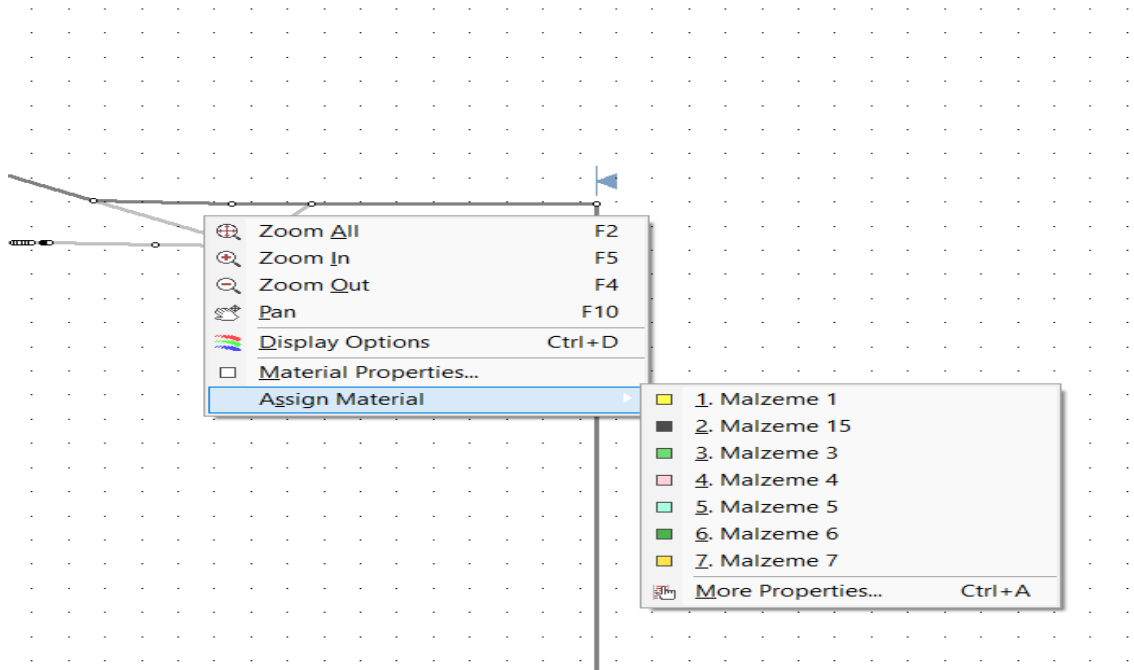 Zoom All F2
Zoom In F5
Zoom Out F4
Pan F10
Display Options Ctrl+D
Material Properties...
Assign Material
1. Malzeme 1
2. Malzeme 15
3. Malzeme 3
4. Malzeme 4
5. Malzeme 5
6. Malzeme 6
7. Malzeme 7
More Properties... Ctrl+A